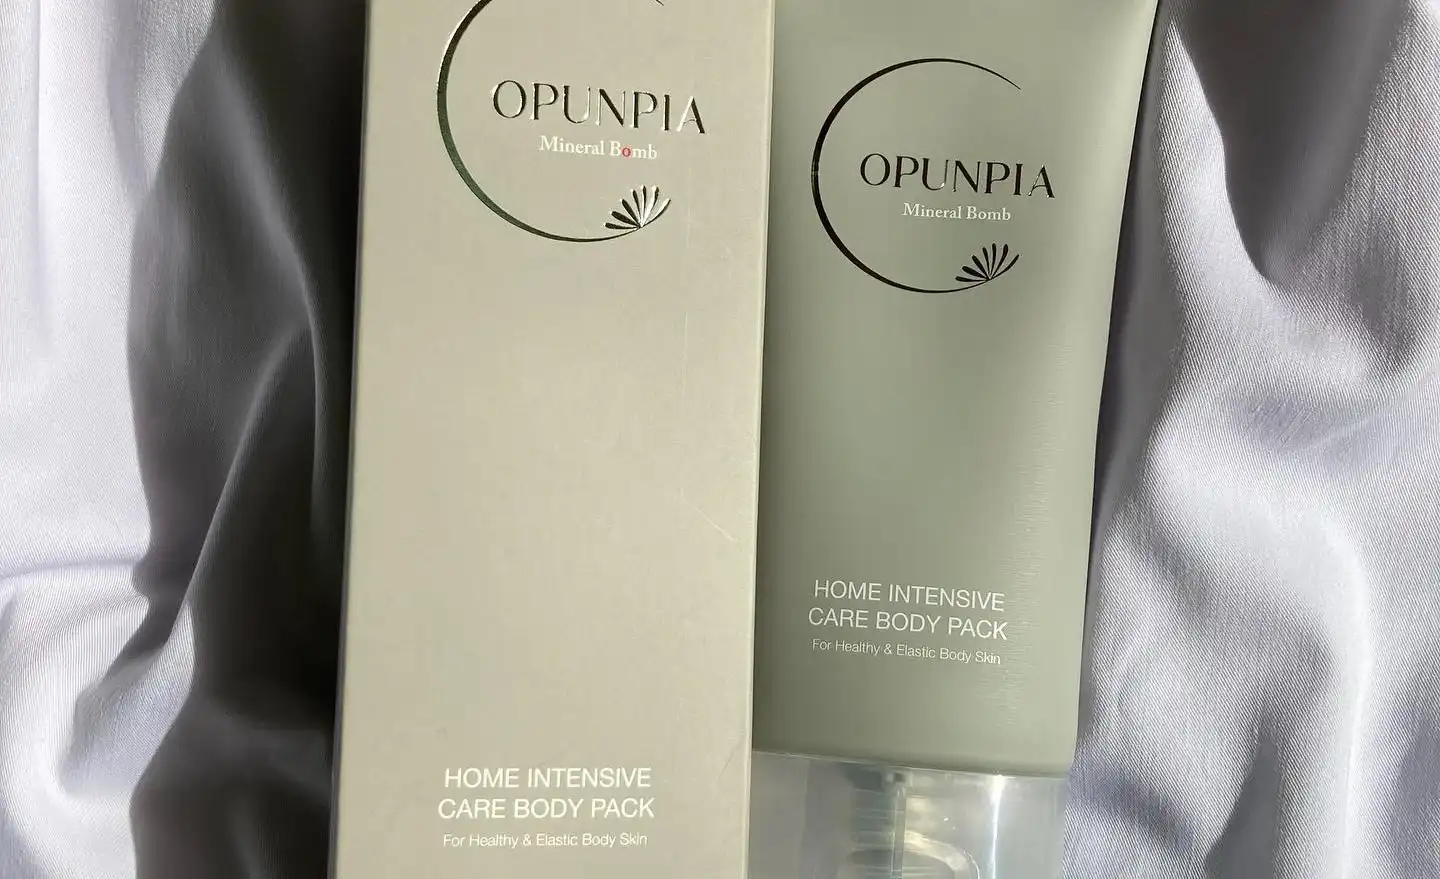 OPUNPIA
Mineral Bomb
HOME INTENSIVE
CARE BODY PACK
For Healthy & Elastic Body Skin
OPUNPIA
Mineral Bomb
HOME INTENSIVE
CARE BODY PACK
For Healthy & Elastic Body Skin